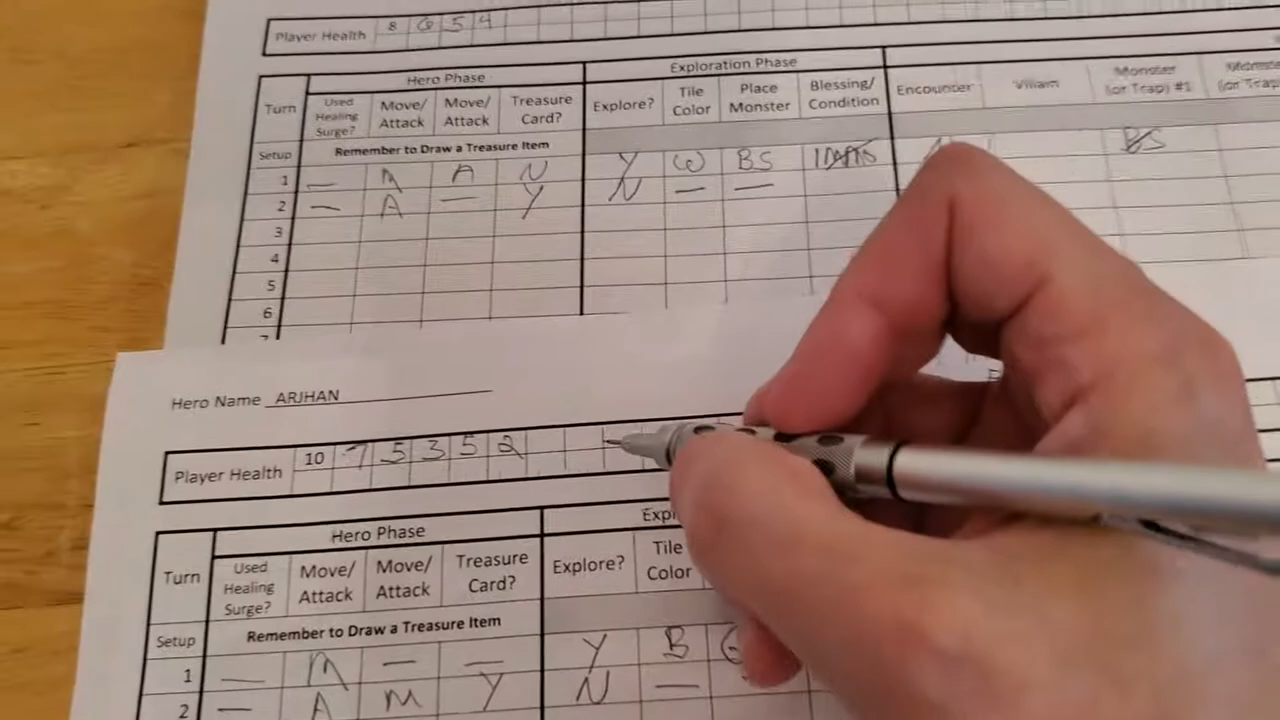 Player Health 8 6 5 4
Hero Phase Exploration Phase
Turn Used Healing Surge? Move/ Attack Move/ Attack Treasure Card? Explore? Tile Color Place Monster Blessing/ Condition Encounter Villain Monster (or Trap) #1 (or Trap
Setup Remember to Draw a Treasure Item
1 — M A N Y W BS BS
2 — A — Y N — —
3
4
5
6
Hero Name ARJHAN
Player Health 10 7 5 3 5 2
Hero Phase Exp
Turn Used Healing Surge? Move/ Attack Move/ Attack Treasure Card? Explore? Tile Color
Setup Remember to Draw a Treasure Item
1 — M — — Y B
2 — A M Y N —